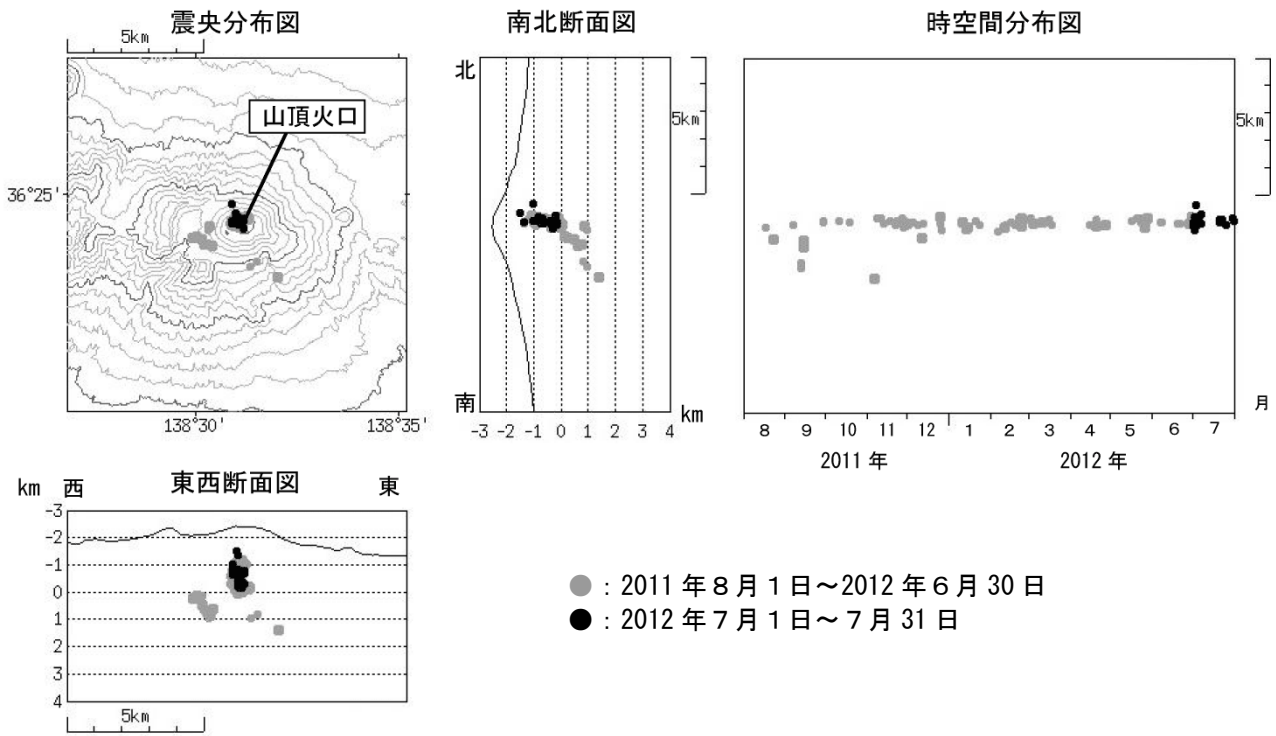 震央分布図
5km
山頂火口
36°25'
138°30'
138°35'
南北断面図
北
5km
南
km
-3 -2 -1 0 1 2 3 4
時空間分布図
5km
月
8 9 10 11 12 1 2 3 4 5 6 7
2011 年 2012 年
東西断面図
km 西 東
-3
-2
-1
0
1
2
3
4
5km
● : 2011 年 8 月 1 日～2012 年 6 月 30 日
● : 2012 年 7 月 1 日～ 7 月 31 日